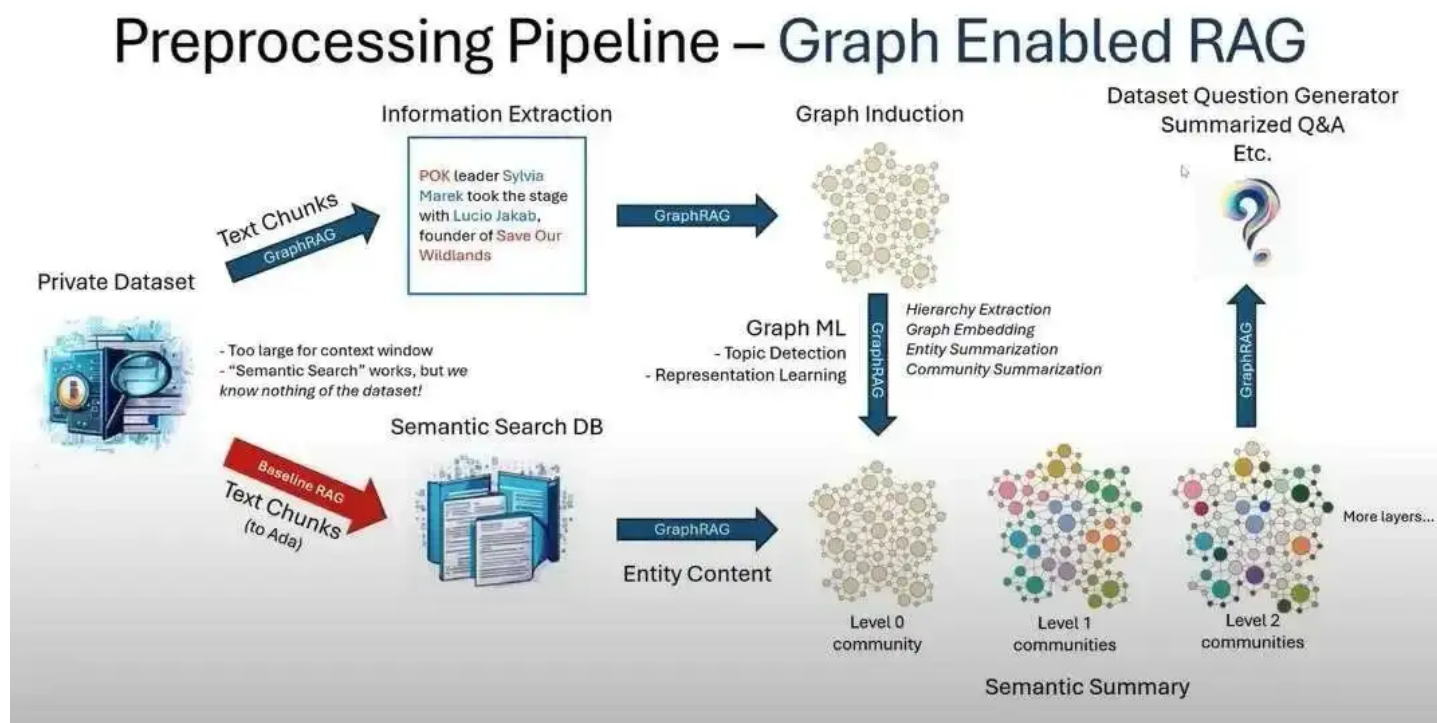 Preprocessing Pipeline – Graph Enabled RAG
Information Extraction
POK leader Sylvia
Marek took the stage
with Lucio Jakab,
founder of Save Our
Wildlands
Graph Induction
Dataset Question Generator
Summarized Q&A
Etc.
Text Chunks
GraphRAG
GraphRAG
Private Dataset
- Too large for context window
- “Semantic Search” works, but we
know nothing of the dataset!
Graph ML
- Topic Detection
- Representation Learning
GraphRAG
Hierarchy Extraction
Graph Embedding
Entity Summarization
Community Summarization
GraphRAG
Semantic Search DB
Baseline RAG
Text Chunks
(to Ada)
GraphRAG
Entity Content
More layers...
Level 0
community
Level 1
communities
Level 2
communities
Semantic Summary